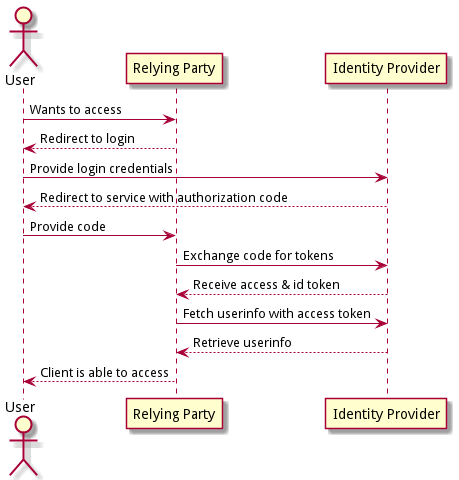 User
Relying Party
Identity Provider
Wants to access
Redirect to login
Provide login credentials
Redirect to service with authorization code
Provide code
Exchange code for tokens
Receive access & id token
Fetch userinfo with access token
Retrieve userinfo
Client is able to access
User
Relying Party
Identity Provider